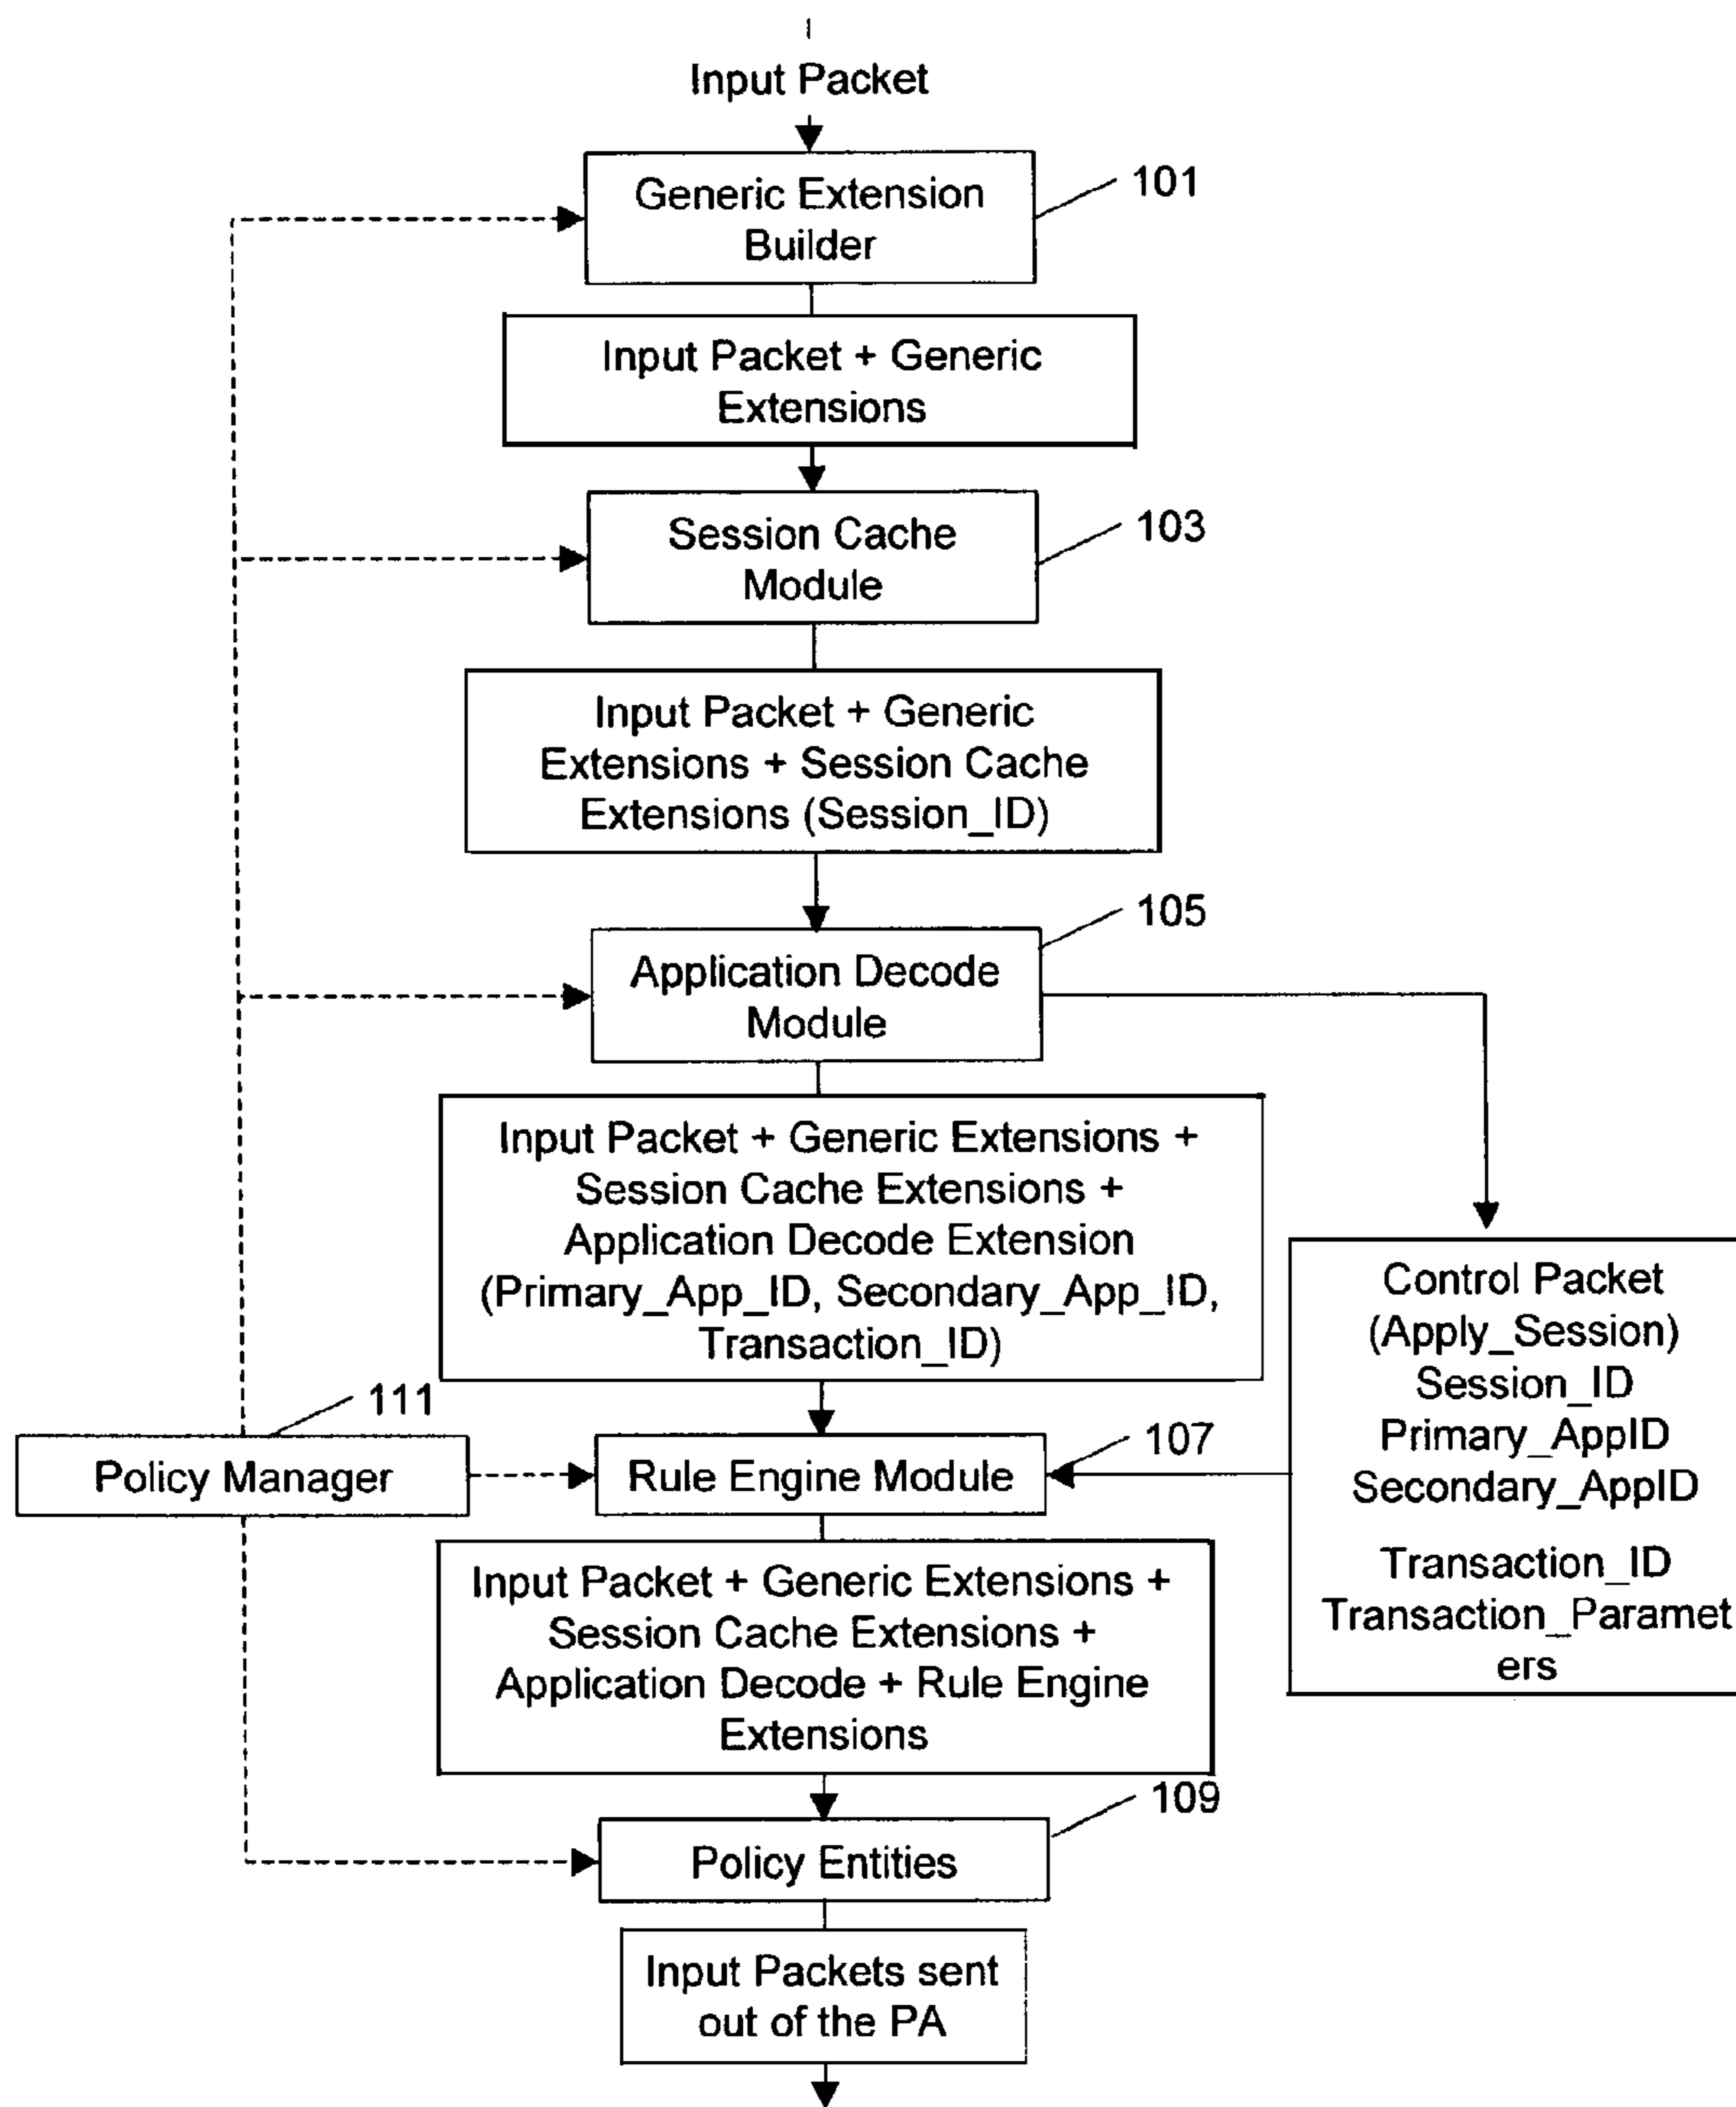 Input Packet
Generic Extension
Builder
101
Input Packet + Generic
Extensions
Session Cache
Module
103
Input Packet + Generic
Extensions + Session Cache
Extensions (Session_ID)
105
Application Decode
Module
Input Packet + Generic Extensions +
Session Cache Extensions +
Application Decode Extension
(Primary_App_ID, Secondary_App_ID,
Transaction_ID)
Control Packet
(Apply_Session)
Session_ID
Primary_AppID
Secondary_AppID
Transaction_ID
Transaction_Paramet
ers
111
Policy Manager
107
Rule Engine Module
Input Packet + Generic Extensions +
Session Cache Extensions +
Application Decode + Rule Engine
Extensions
109
Policy Entities
Input Packets sent
out of the PA